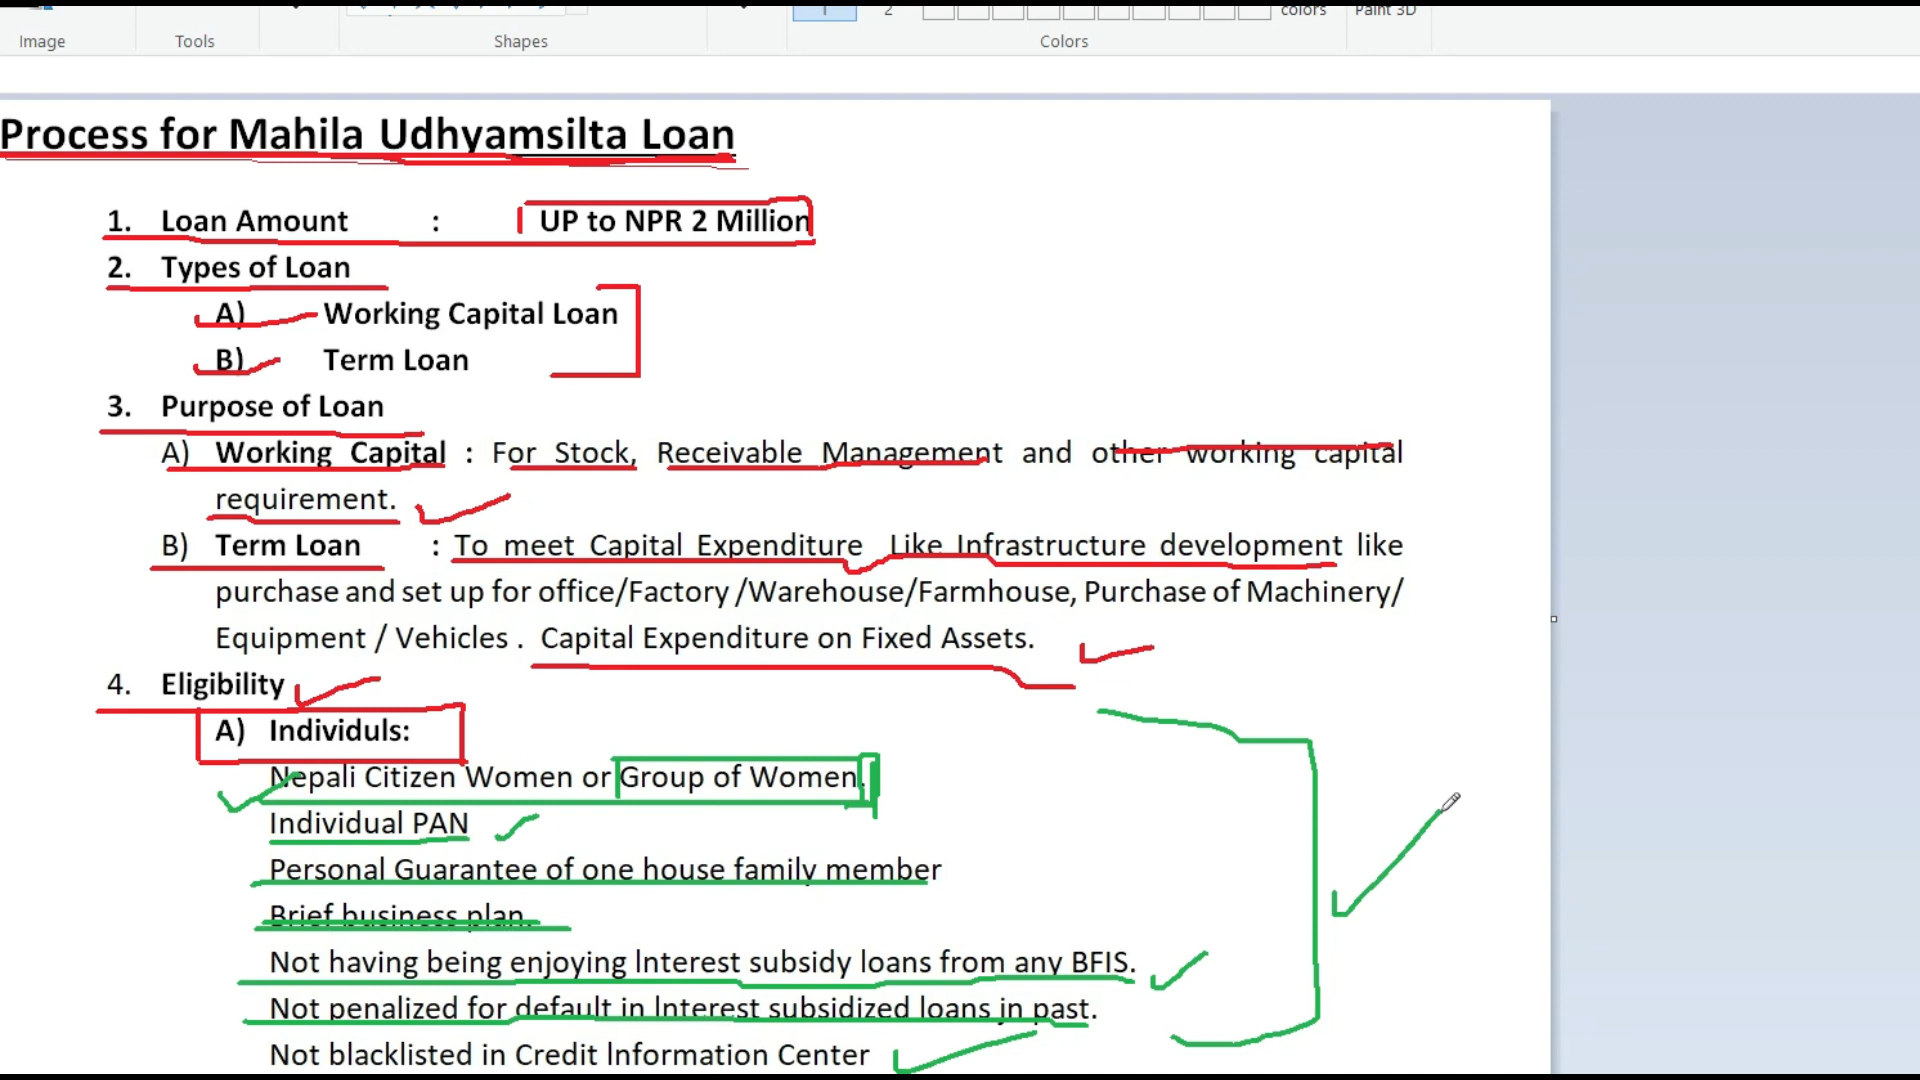 colors
Paint 3D
1
2
Image
Tools
Shapes
Colors
Process for Mahila Udhyamsilta Loan
1. Loan Amount : UP to NPR 2 Million
2. Types of Loan
A) Working Capital Loan
B) Term Loan
3. Purpose of Loan
A) Working Capital : For Stock, Receivable Management and other working capital
requirement.
B) Term Loan : To meet Capital Expenditure Like Infrastructure development like
purchase and set up for office/Factory /Warehouse/Farmhouse, Purchase of Machinery/
Equipment / Vehicles . Capital Expenditure on Fixed Assets.
4. Eligibility
A) Individuls:
Nepali Citizen Women or Group of Women.
Individual PAN
Personal Guarantee of one house family member
Brief business plan.
Not having being enjoying Interest subsidy loans from any BFIS.
Not penalized for default in Interest subsidized loans in past.
Not blacklisted in Credit Information Center